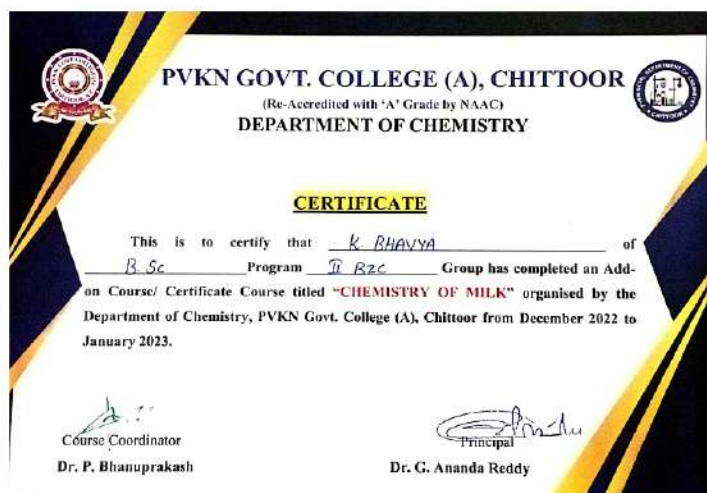 PVKN GOVT. COLLEGE (A), CHITTOOR
(Re-Accredited with 'A' Grade by NAAC)
DEPARTMENT OF CHEMISTRY
CERTIFICATE
This is to certify that K. BHAVYA of
B. Sc Program II BZC Group has completed an Add-
on Course/ Certificate Course titled “CHEMISTRY OF MILK” organised by the
Department of Chemistry, PVKN Govt. College (A), Chittoor from December 2022 to
January 2023.
Course Coordinator
Dr. P. Bhanuprakash
Principal
Dr. G. Ananda Reddy